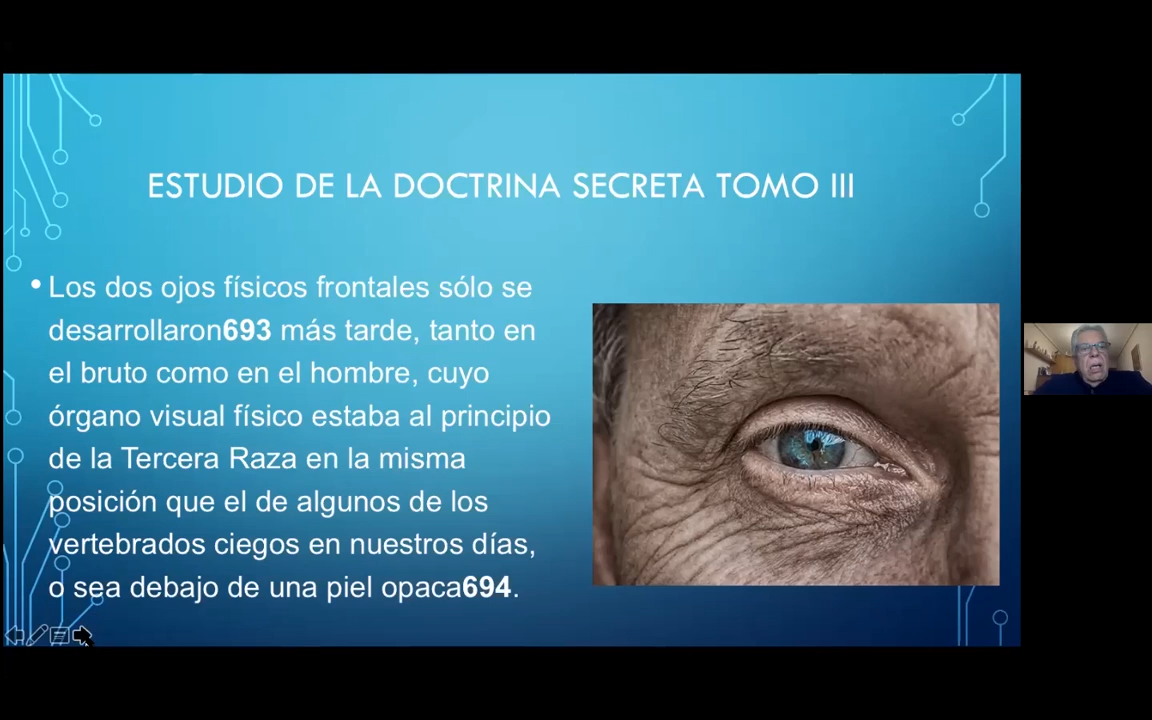 ESTUDIO DE LA DOCTRINA SECRETA TOMO III
• Los dos ojos físicos frontales sólo se
desarrollaron693 más tarde, tanto en
el bruto como en el hombre, cuyo
órgano visual físico estaba al principio
de la Tercera Raza en la misma
posición que el de algunos de los
vertebrados ciegos en nuestros días,
o sea debajo de una piel opaca694.